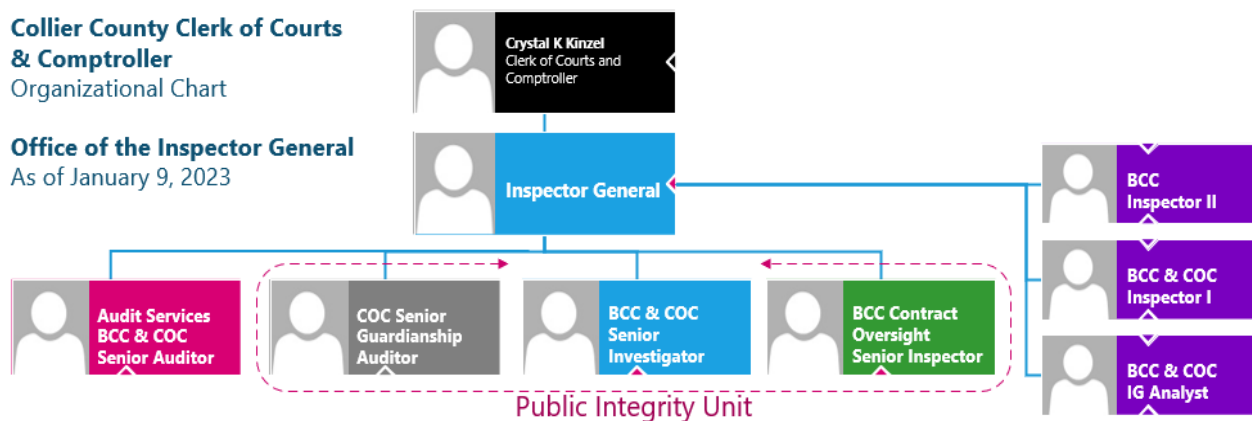 Collier County Clerk of Courts
& Comptroller
Organizational Chart
Office of the Inspector General
As of January 9, 2023
Crystal K Kinzel
Clerk of Courts and
Comptroller
Inspector General
BCC
Inspector II
BCC & COC
Inspector I
BCC & COC
IG Analyst
Audit Services
BCC & COC
Senior Auditor
COC Senior
Guardianship
Auditor
BCC & COC
Senior
Investigator
BCC Contract
Oversight
Senior Inspector
Public Integrity Unit